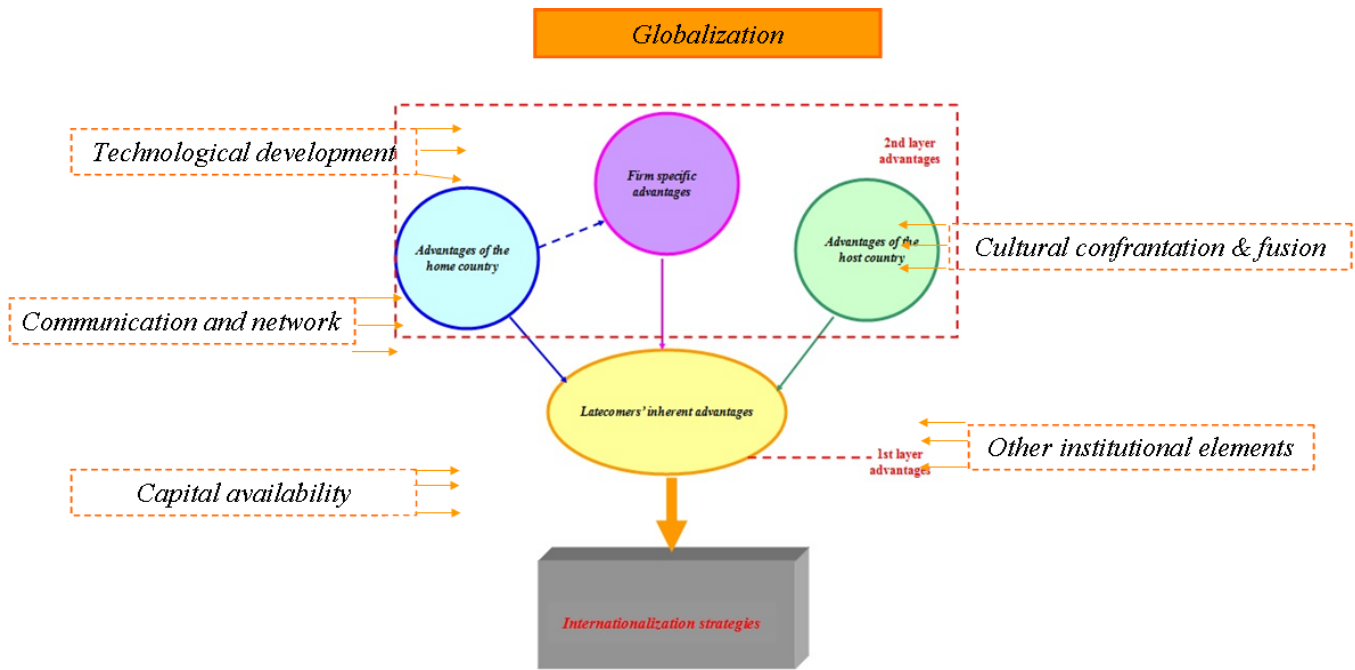 Globalization
Technological development
2nd layer
advantages
Firm specific
advantages
Advantages of the
home country
Advantages of the
host country
Cultural confrantation & fusion
Communication and network
Latecomers' inherent advantages
Other institutional elements
1st layer
advantages
Capital availability
Internationalization strategies